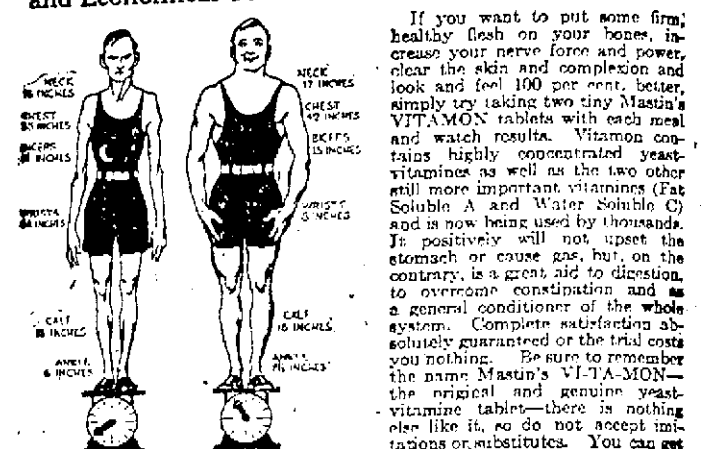 and Economical
NECK
CHEST
INCHES
BICEPS
INCHES
WRISTS
INCHES
CALF
INCHES
ANKLE
6 INCHES
NECK
17 INCHES
CHEST
42 INCHES
BICEPS
15 INCHES
WRISTS
INCHES
CALF
15 INCHES
ANKLE
INCHES
If you want to put some firm,
healthy flesh on your bones, in-
crease your nerve force and power,
clear the skin and complexion and
look and feel 100 per cent. better,
simply try taking two tiny Mastin's
VITAMON tablets with each meal
and watch results. Vitamon con-
tains highly concentrated yeast-
vitamines as well as the two other
still more important vitamines (Fat
Soluble A and Water Soluble C)
and is now being used by thousands.
It positively will not upset the
stomach or cause gas, but, on the
contrary, is a great aid to digestion,
to overcome constipation and as
a general conditioner of the whole
system. Complete satisfaction ab-
solutely guaranteed or the trial costs
you nothing. Be sure to remember
the name Mastin's VI-TA-MON—
the original and genuine yeast-
vitamine tablet—there is nothing
else like it, so do not accept imi-
tations or substitutes. You can get